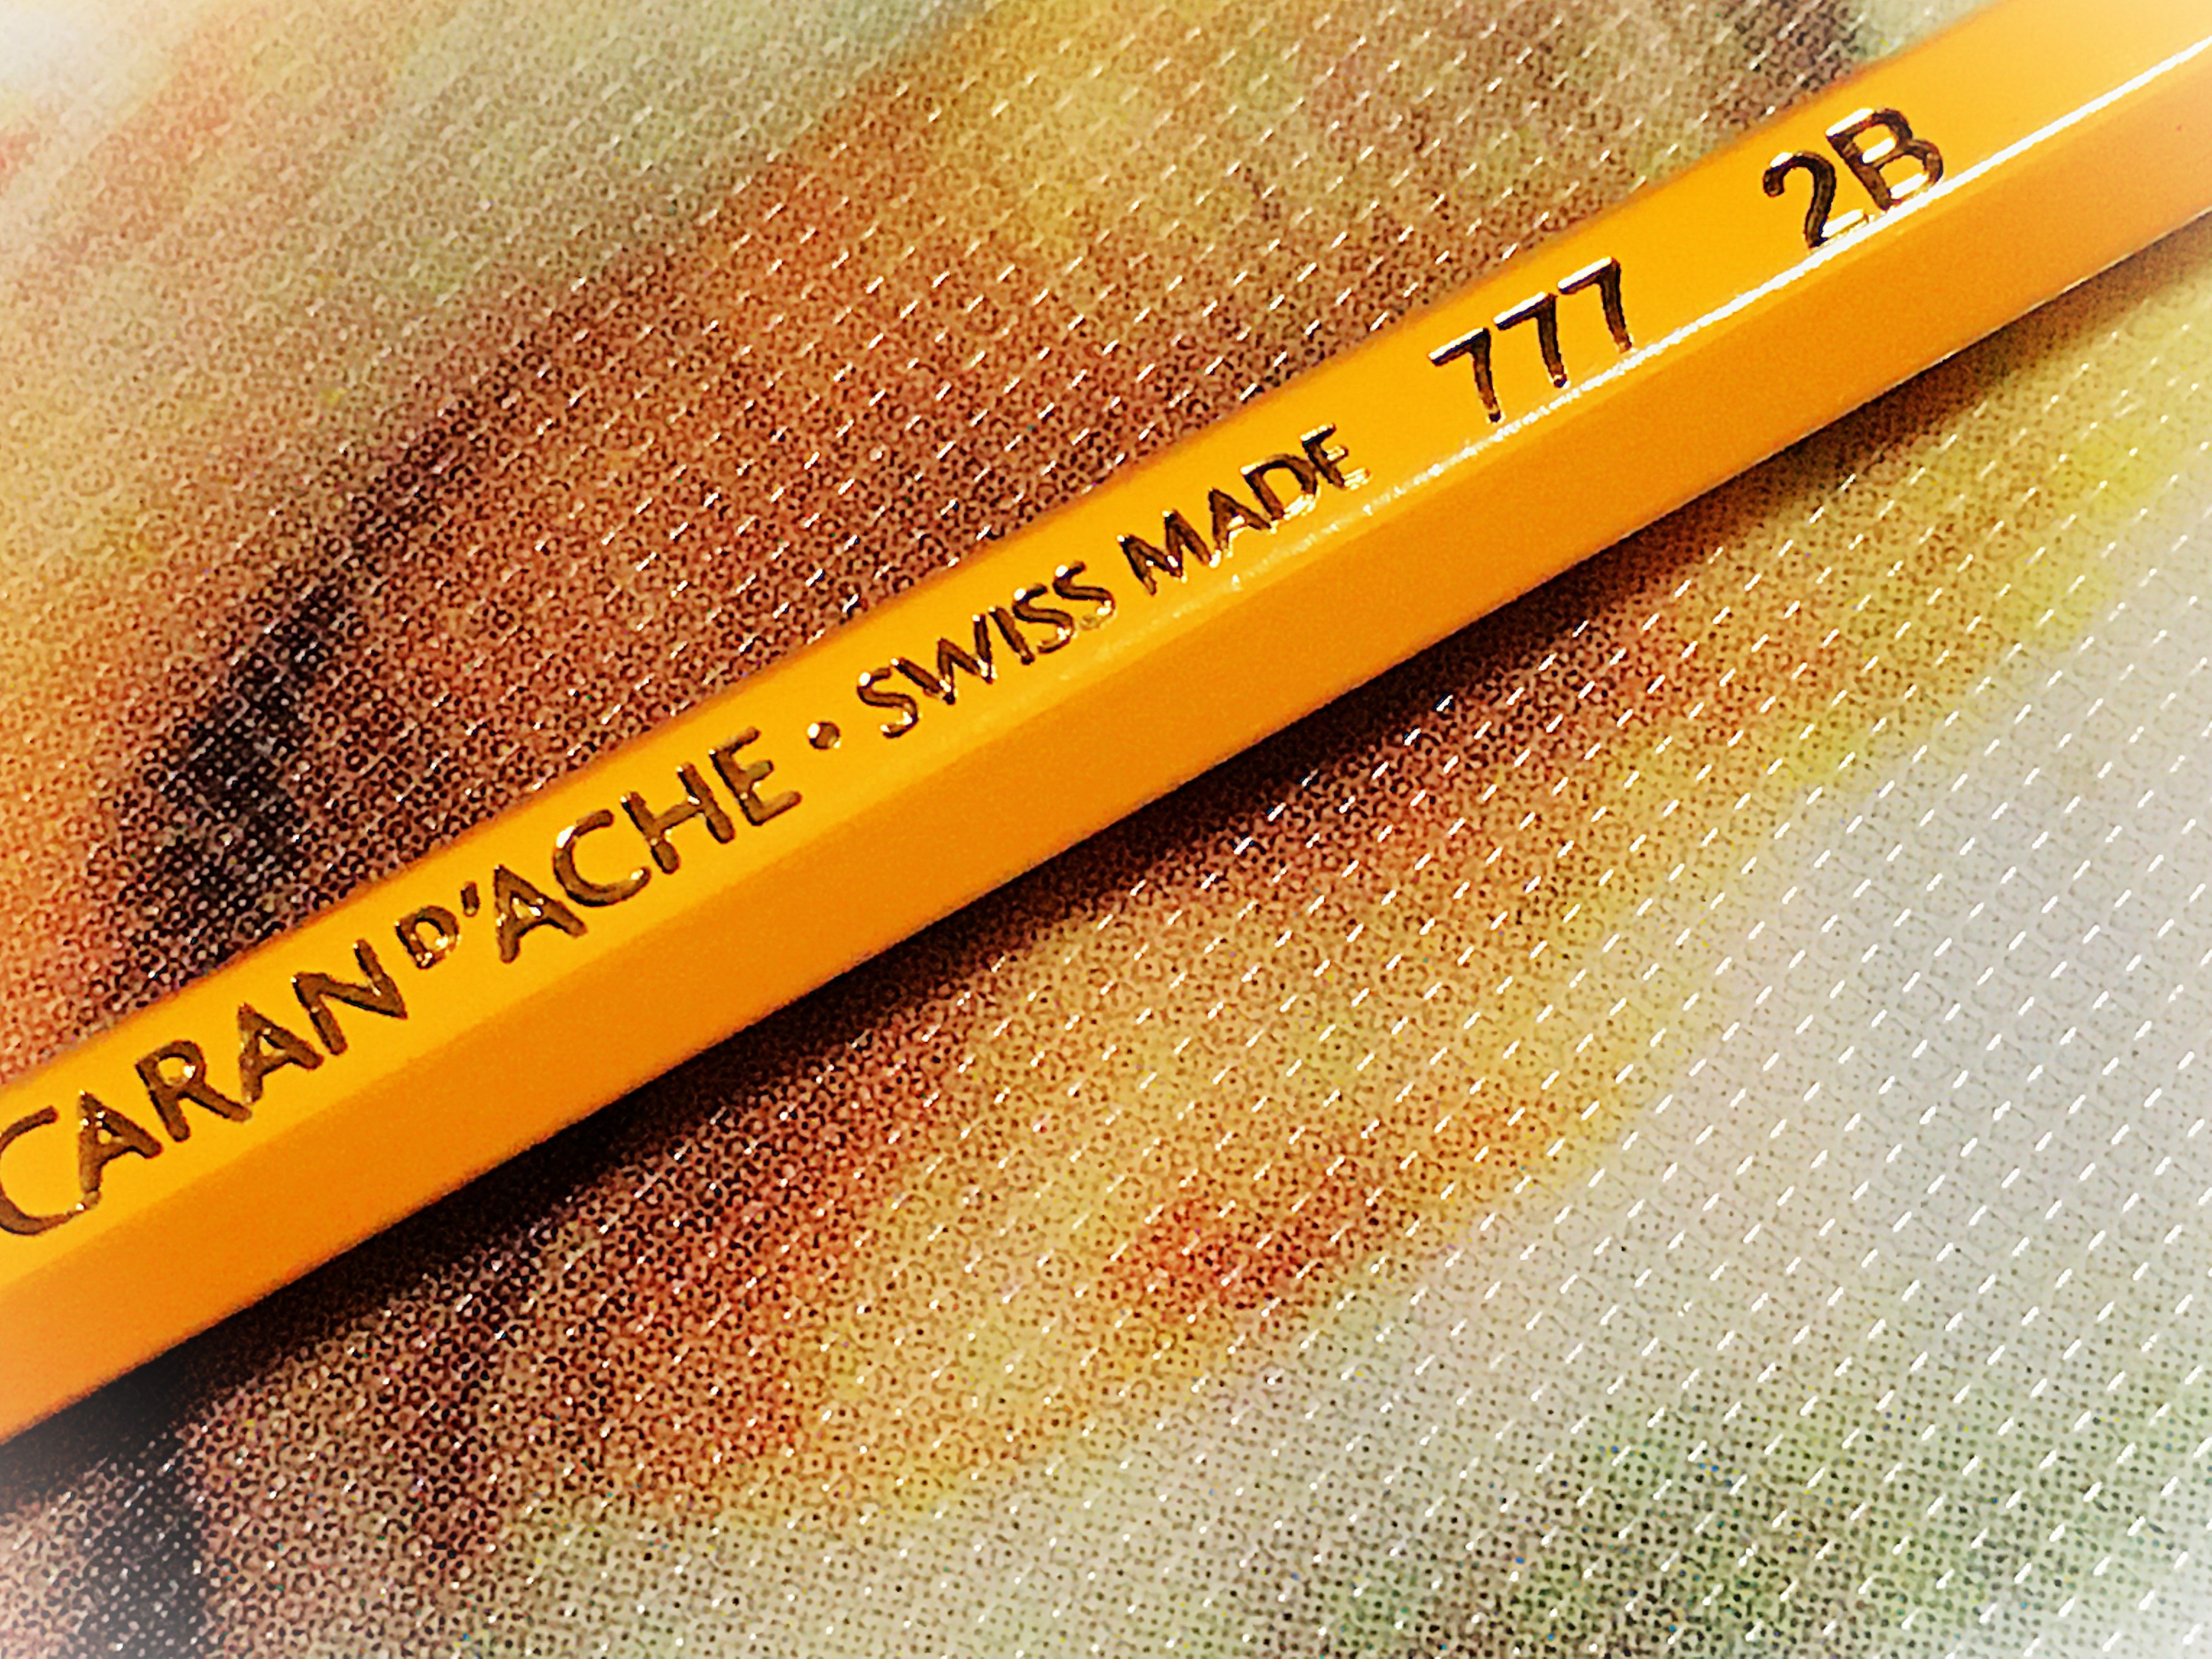 CARAN D'ACHE • SWISS MADE 777 2B